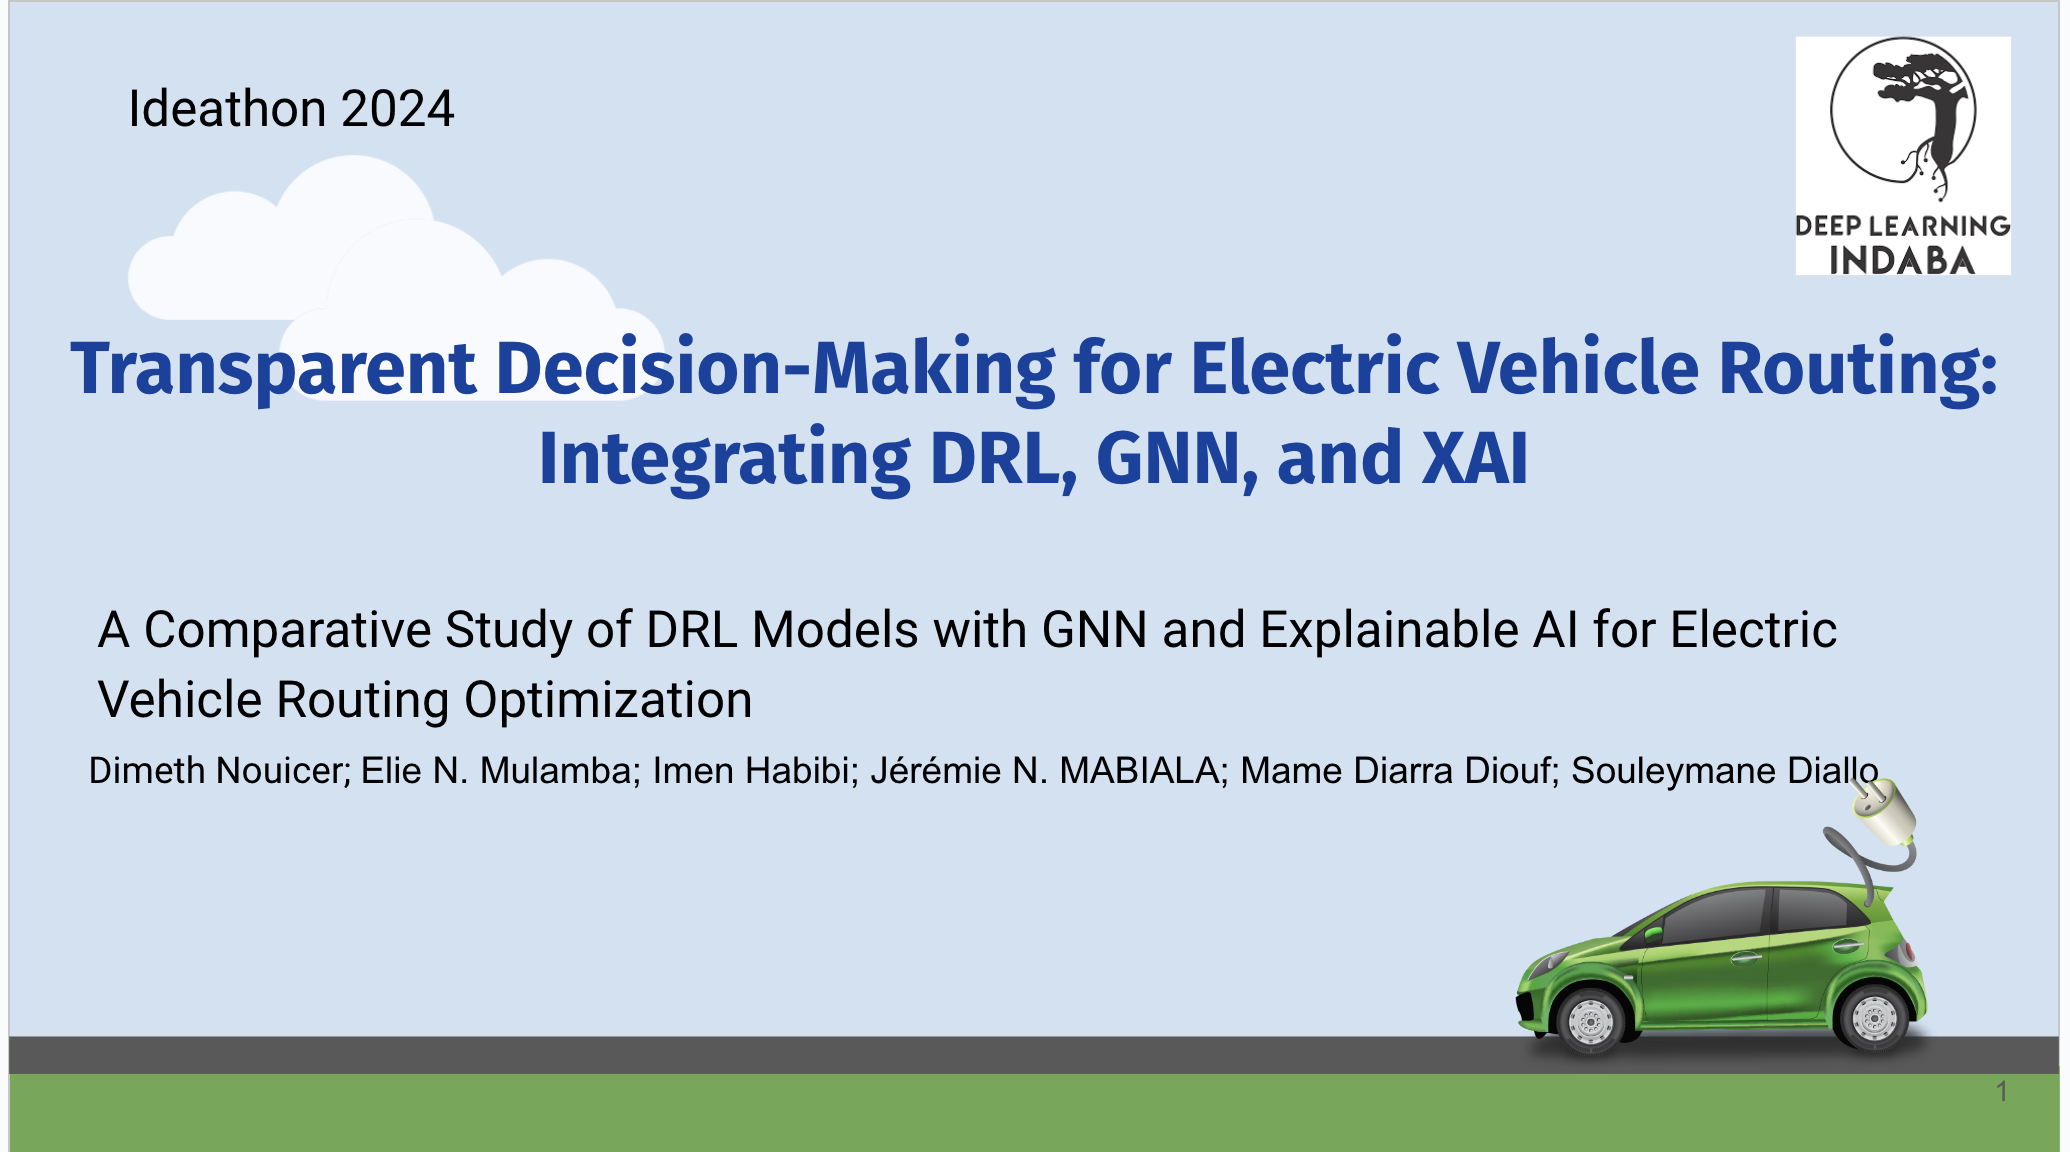 Ideathon 2024
DEEP LEARNING
INDABA
Transparent Decision-Making for Electric Vehicle Routing:
Integrating DRL, GNN, and XAI
A Comparative Study of DRL Models with GNN and Explainable AI for Electric
Vehicle Routing Optimization
Dimeth Nouicer; Elie N. Mulamba; Imen Habibi; Jérémie N. MABIALA; Mame Diarra Diouf; Souleymane Diallo
1